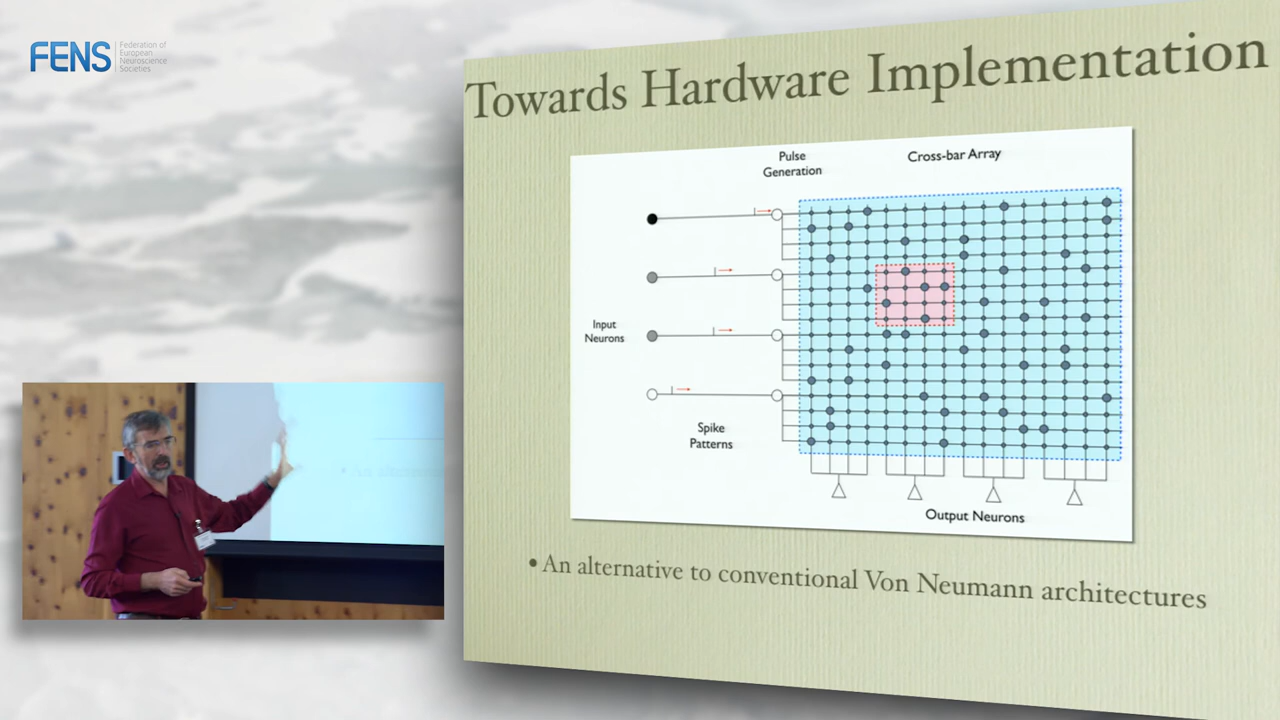 FENS
Federation of
European
Neuroscience
Societies
Towards Hardware Implementation
Pulse
Generation
Cross-bar Array
Input
Neurons
Spike
Patterns
Output Neurons
• An alternative to conventional Von Neumann architectures